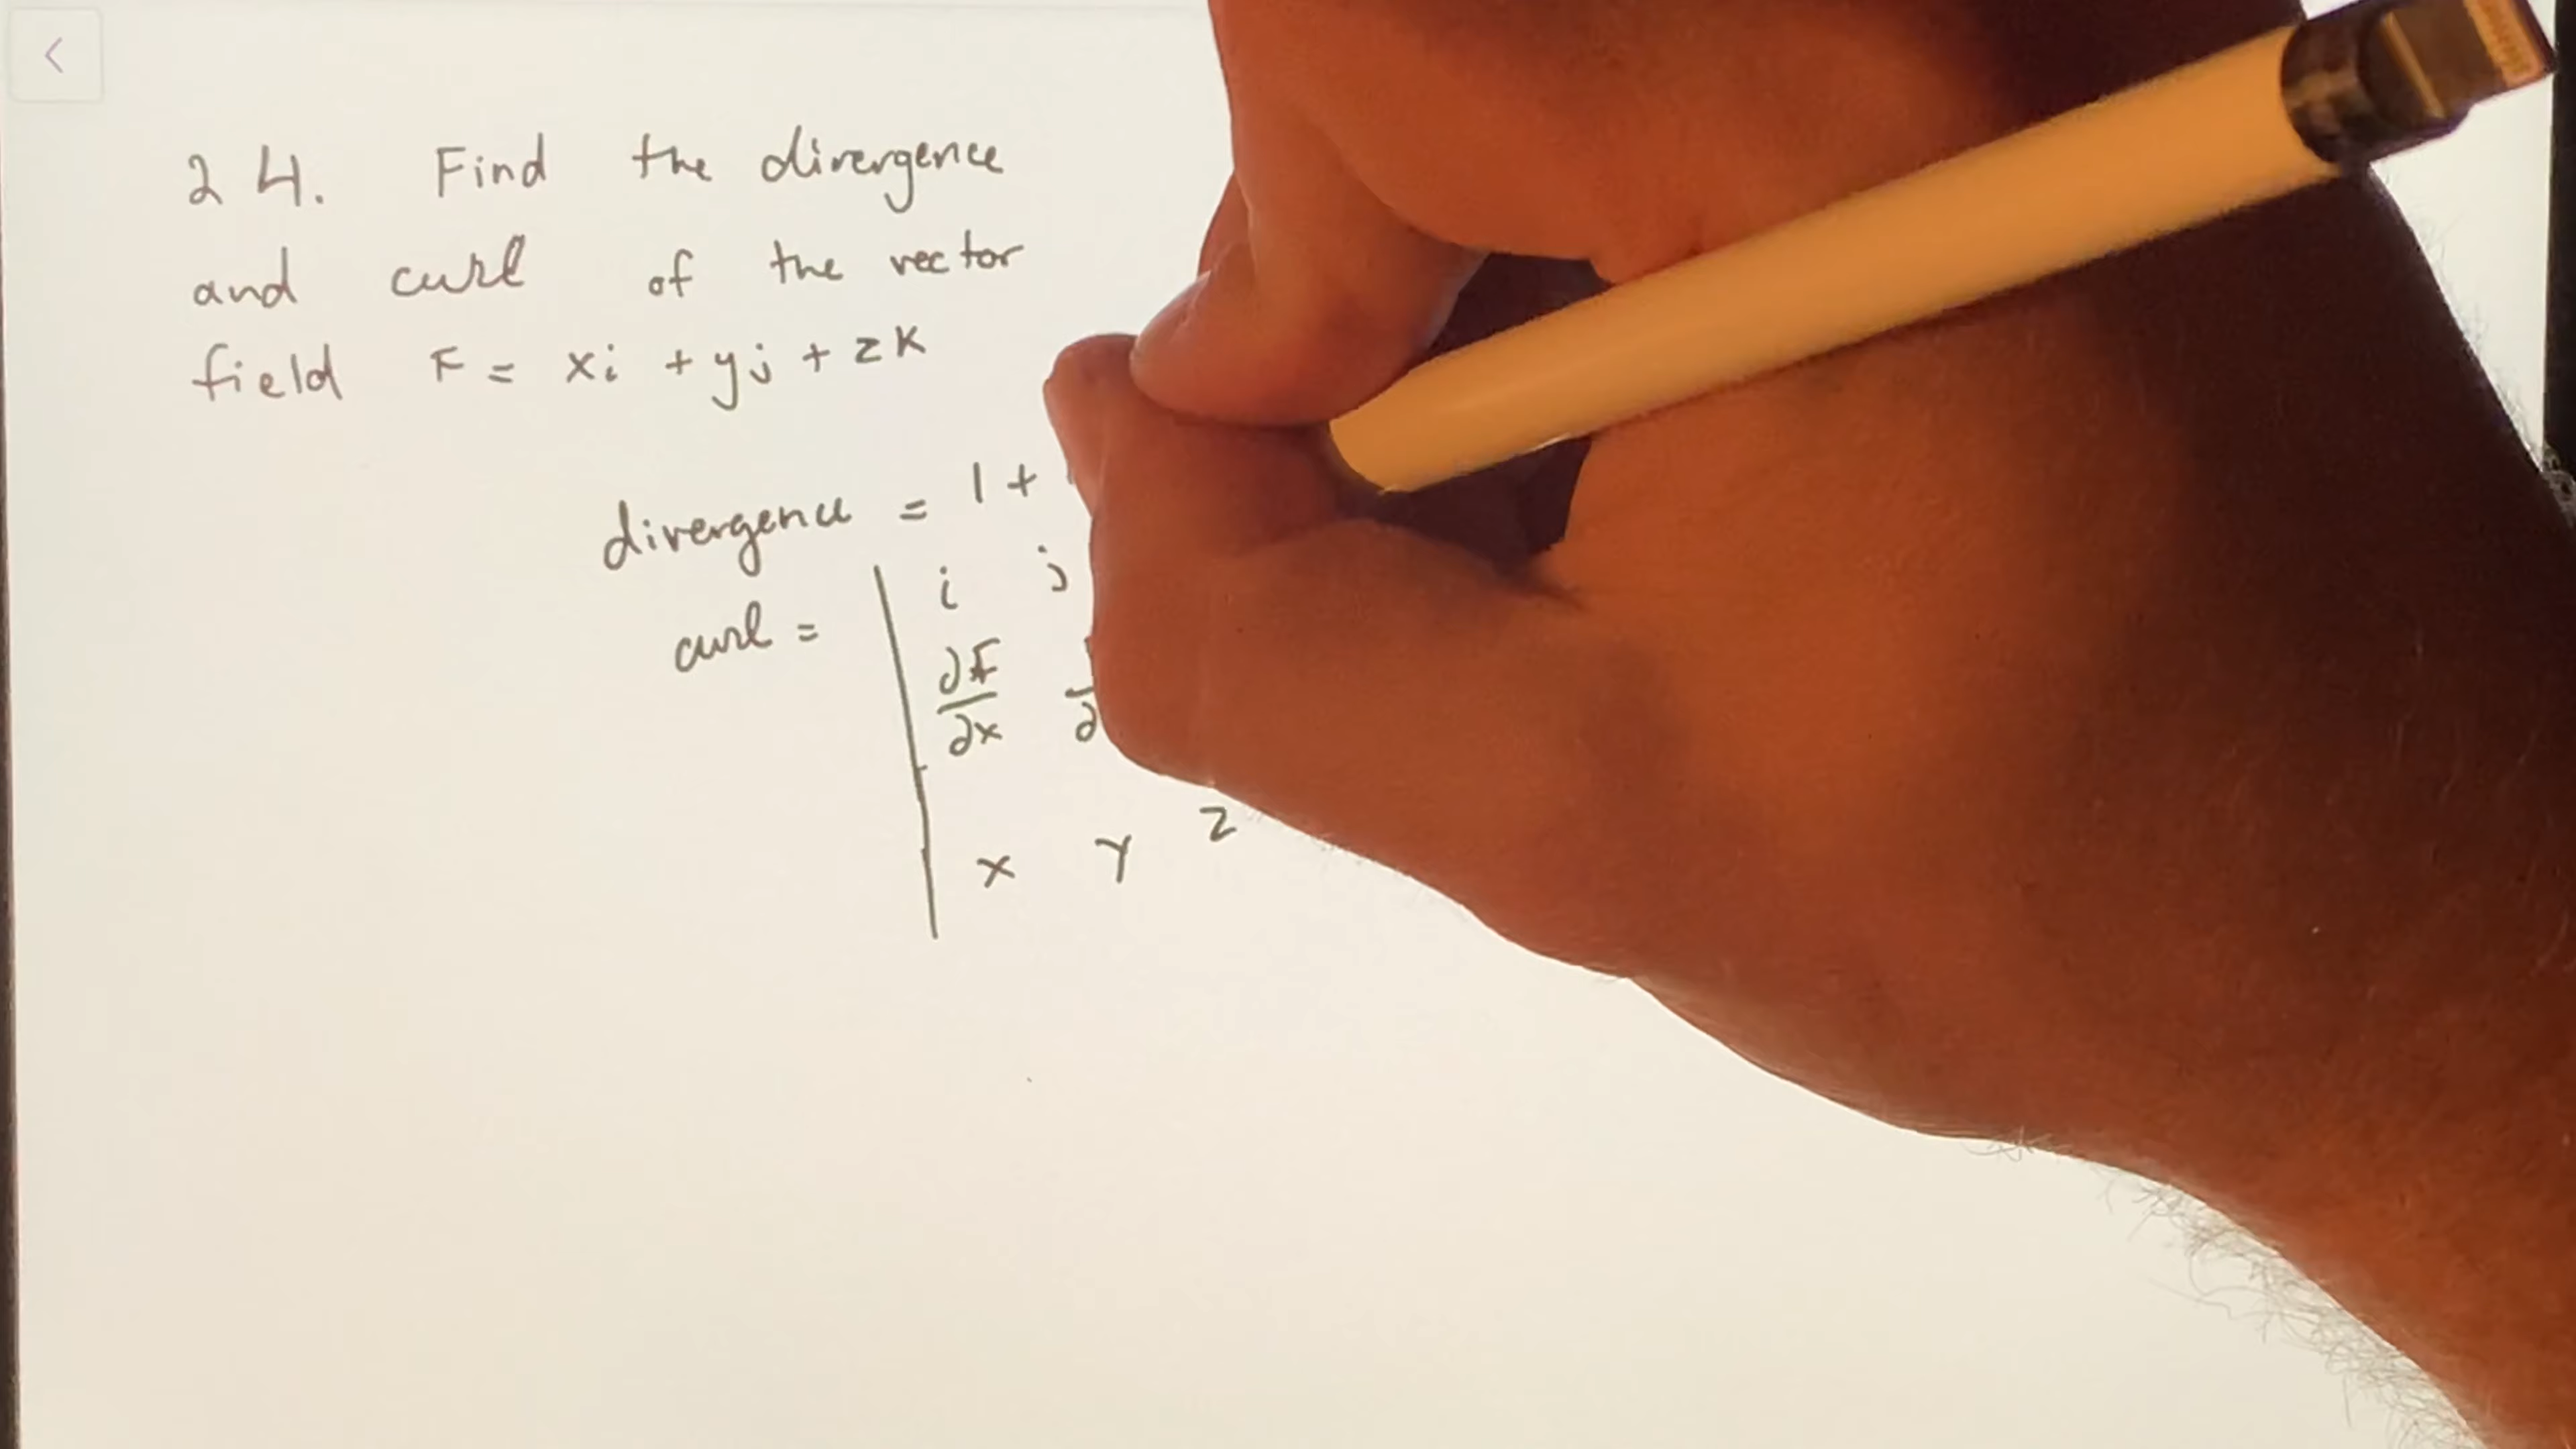 24. Find the divergence
and curl of the vector
field F = xi + yj + zk
divergence = 1 +
curl =
i j
∂F
∂x ∂
x y z